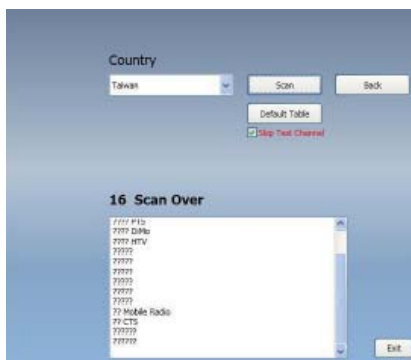 Country
Taiwan
Scan
Back
Default Table
Skip Test Channel
16 Scan Over
???? PTS
???? DiMo
???? HTV
?????
?????
?????
?????
?????
?????
?? Mobile Radio
?? CTS
??????
??????
Exit